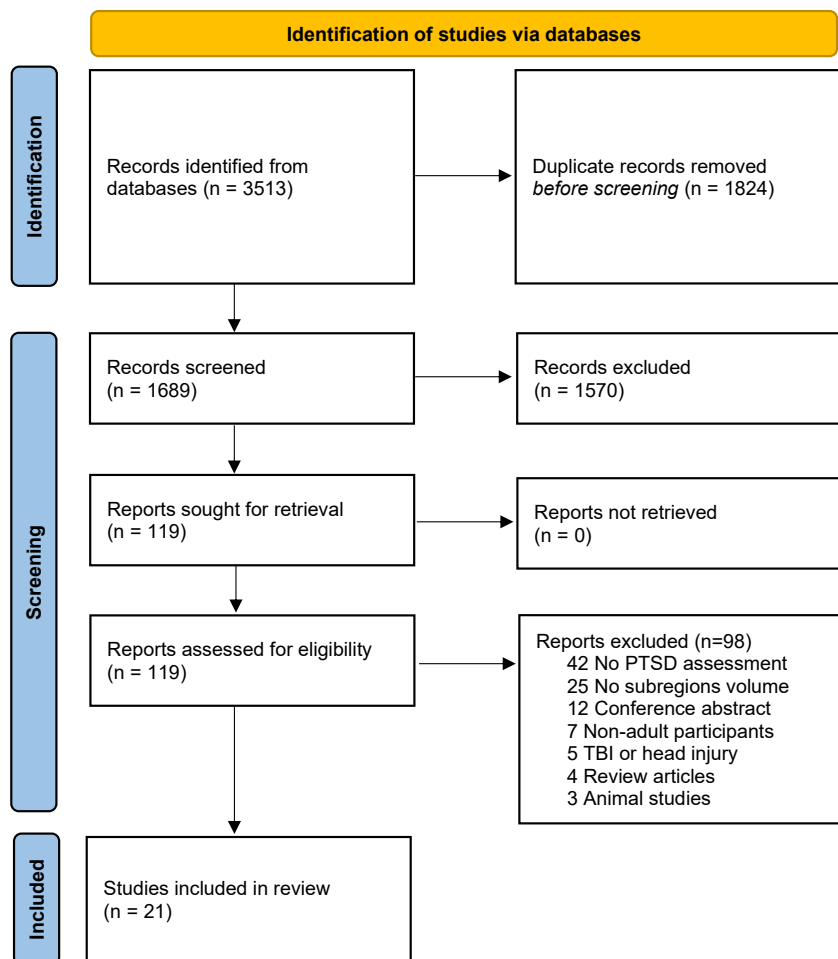 Identification of studies via databases
Identification
Records identified from
databases (n = 3513)
Duplicate records removed
before screening (n = 1824)
Screening
Records screened
(n = 1689)
Records excluded
(n = 1570)
Reports sought for retrieval
(n = 119)
Reports not retrieved
(n = 0)
Reports assessed for eligibility
(n = 119)
Reports excluded (n=98)
42 No PTSD assessment
25 No subregions volume
12 Conference abstract
7 Non-adult participants
5 TBI or head injury
4 Review articles
3 Animal studies
Included
Studies included in review
(n = 21)